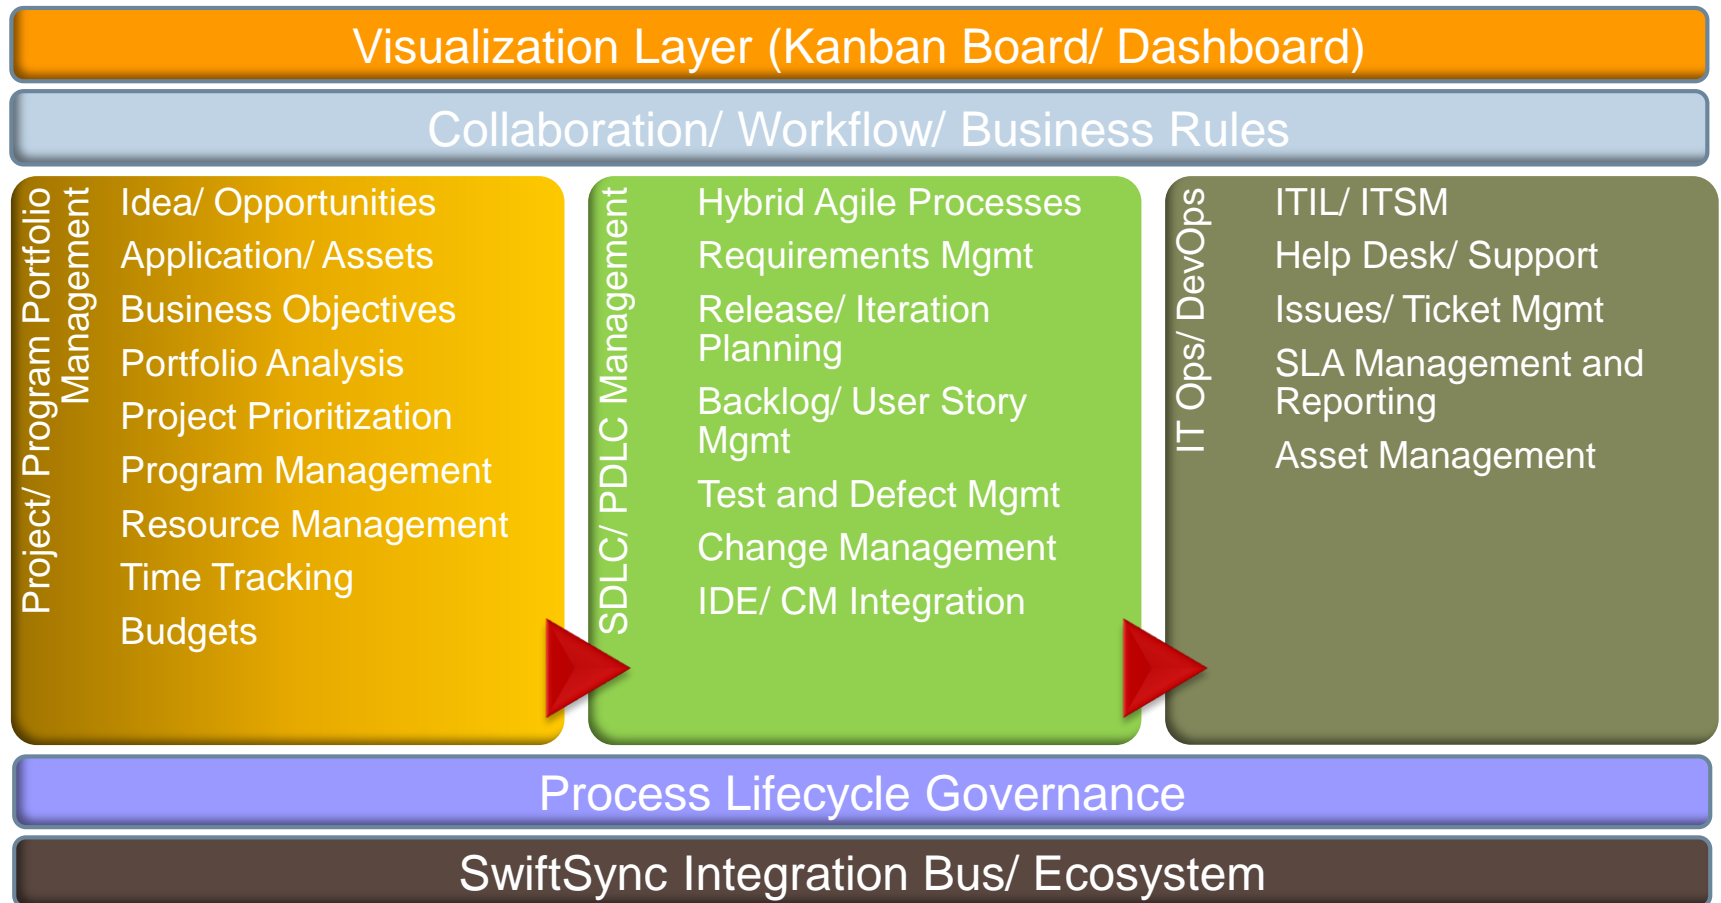 Visualization Layer (Kanban Board/ Dashboard)
Collaboration/ Workflow/ Business Rules
Project/ Program Portfolio
Management
Idea/ Opportunities
Application/ Assets
Business Objectives
Portfolio Analysis
Project Prioritization
Program Management
Resource Management
Time Tracking
Budgets
SDLC/ PDLC Management
Hybrid Agile Processes
Requirements Mgmt
Release/ Iteration
Planning
Backlog/ User Story
Mgmt
Test and Defect Mgmt
Change Management
IDE/ CM Integration
IT Ops/ DevOps
ITIL/ ITSM
Help Desk/ Support
Issues/ Ticket Mgmt
SLA Management and
Reporting
Asset Management
Process Lifecycle Governance
SwiftSync Integration Bus/ Ecosystem